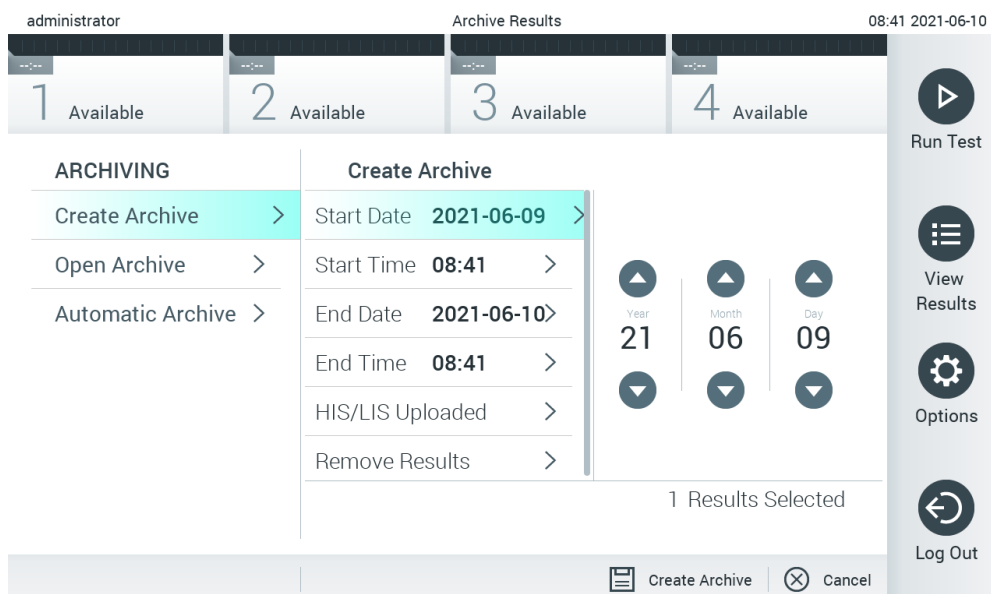 administrator Archive Results 08:41 2021-06-10
--:-- --:-- --:-- --:--
1 Available 2 Available 3 Available 4 Available
Run Test
ARCHIVING
Create Archive
Open Archive
Automatic Archive
Create Archive
Start Date 2021-06-09
Start Time 08:41
End Date 2021-06-10
End Time 08:41
HIS/LIS Uploaded
Remove Results
Year Month Day
21 06 09
1 Results Selected
View
Results
Options
Log Out
Create Archive Cancel